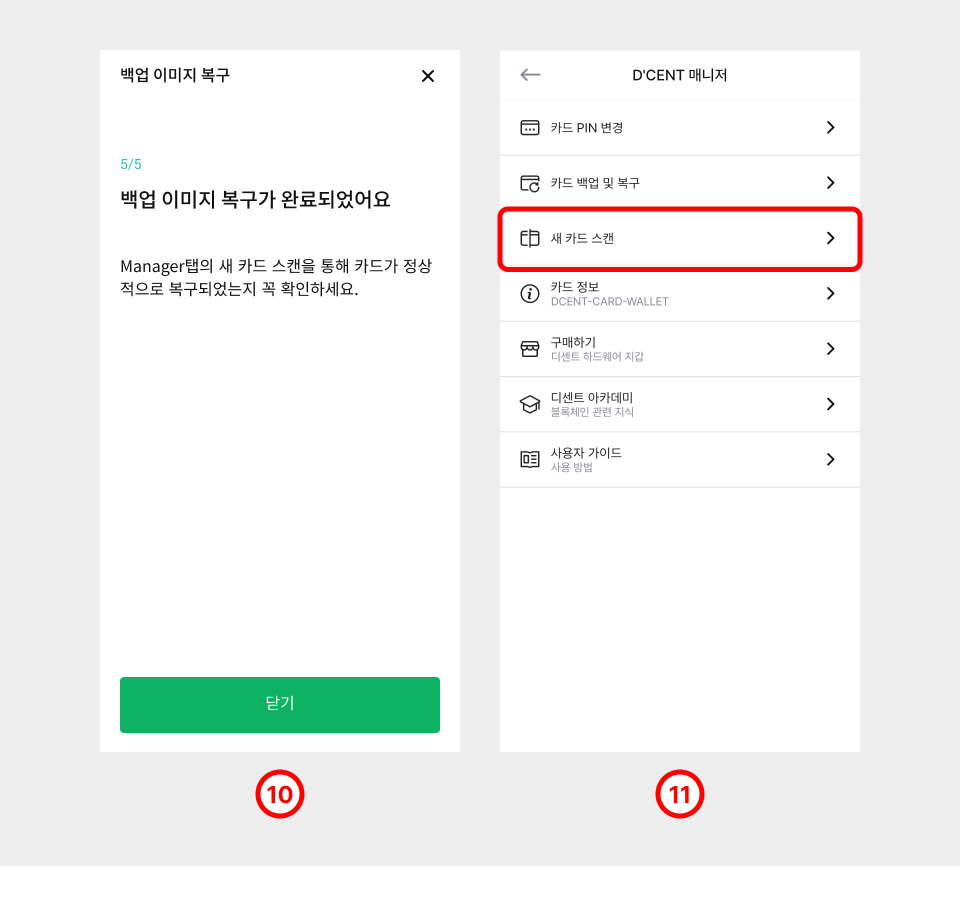 백업 이미지 복구
5/5
백업 이미지 복구가 완료되었어요
Manager탭의 새 카드 스캔을 통해 카드가 정상
적으로 복구되었는지 꼭 확인하세요.
닫기
10
D'CENT 매니저
카드 PIN 변경
카드 백업 및 복구
새 카드 스캔
카드 정보
DCENT-CARD-WALLET
구매하기
디센트 하드웨어 지갑
디센트 아카데미
블록체인 관련 지식
사용자 가이드
사용 방법
11